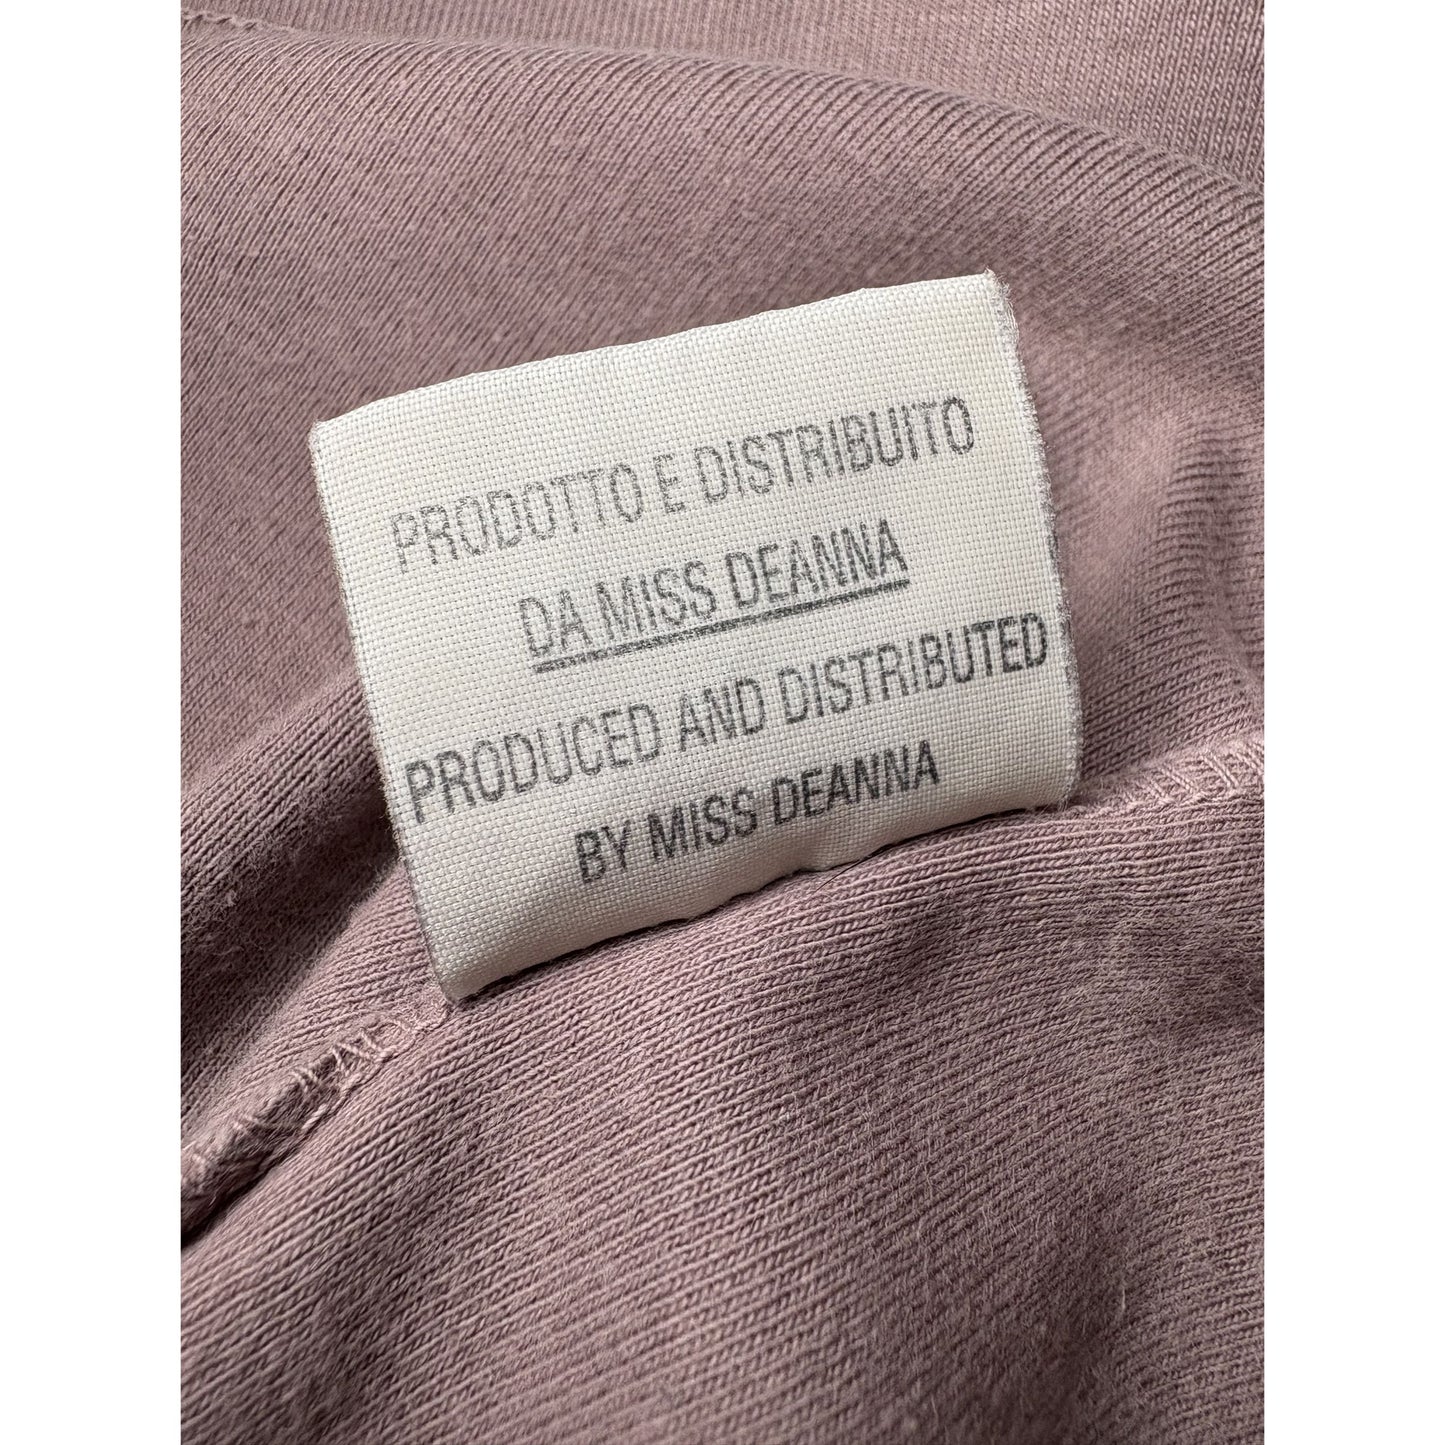 PRODOTTO E DISTRIBUITO
DA MISS DEANNA
PRODUCED AND DISTRIBUTED
BY MISS DEANNA